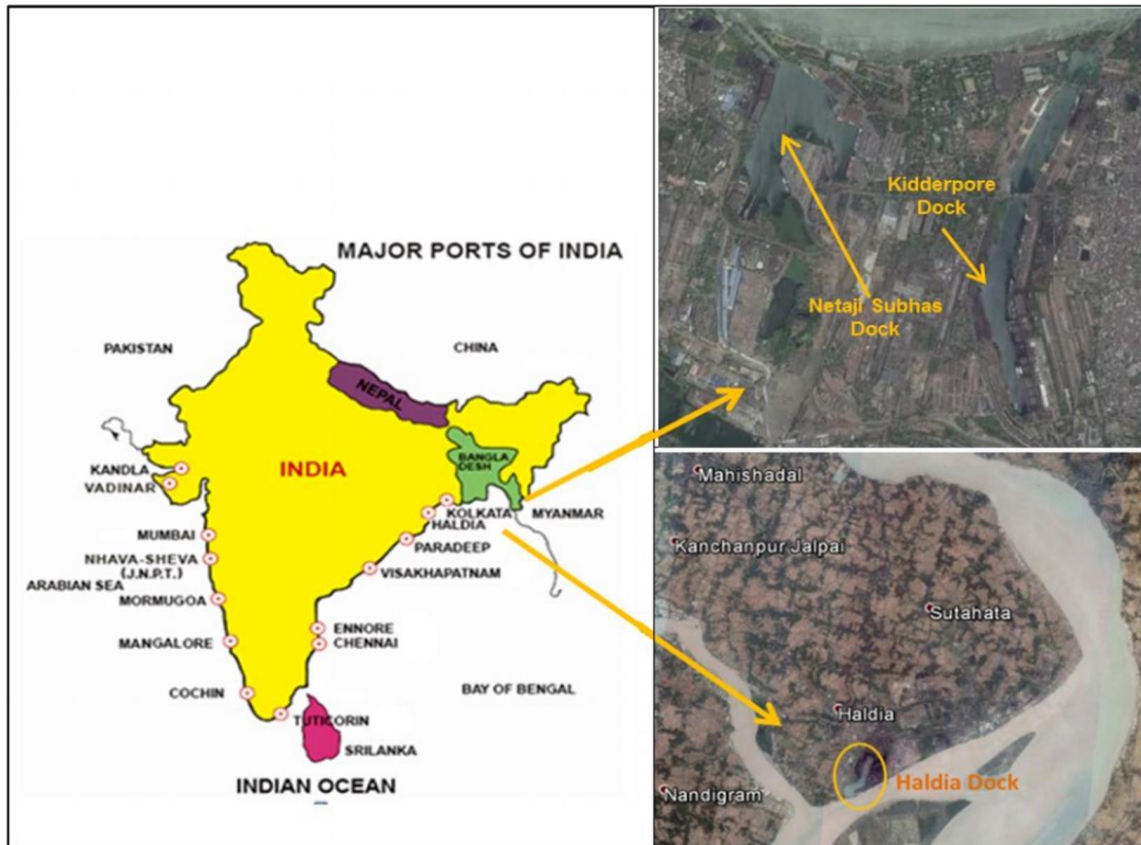 MAJOR PORTS OF INDIA
PAKISTAN
CHINA
NEPAL
BANGLA
DESH
INDIA
KANDLA
VADINAR
KOLKATA
MYANMAR
HALDIA
MUMBAI
PARADEEP
NHAVA-SHEVA
(J.N.P.T.)
VISAKHAPATNAM
ARABIAN SEA
MORMUGOA
ENNORE
MANGALORE
CHENNAI
COCHIN
BAY OF BENGAL
TUTICORIN
SRILANKA
INDIAN OCEAN
Kidderpore
Dock
Netaji Subhas
Dock
Mahishadal
Kanchanpur Jalpai
Sutahata
Haldia
Nandigram
Haldia Dock